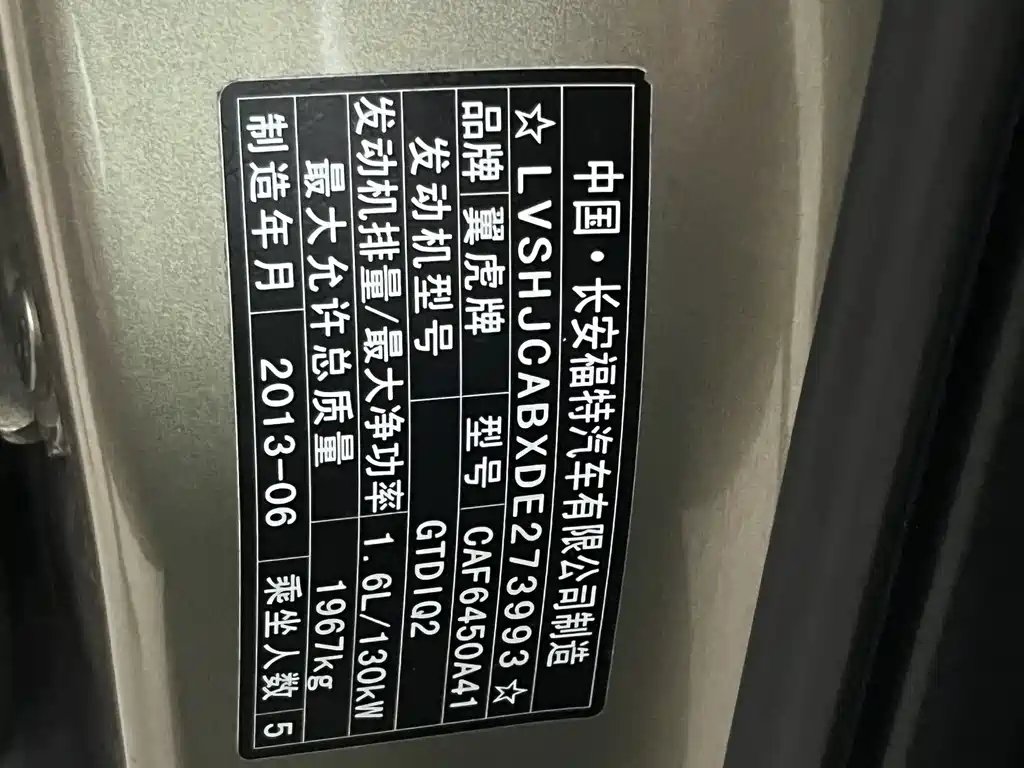 中国·长安福特汽车有限公司制造
☆LVSHJCABXDE273993☆
品牌 翼虎牌 型号 CAF6450A41
发动机型号 GTDIQ2
发动机排量/最大净功率 1.6L/130kW
最大允许总质量 1967kg
制造年月 2013-06 乘坐人数 5